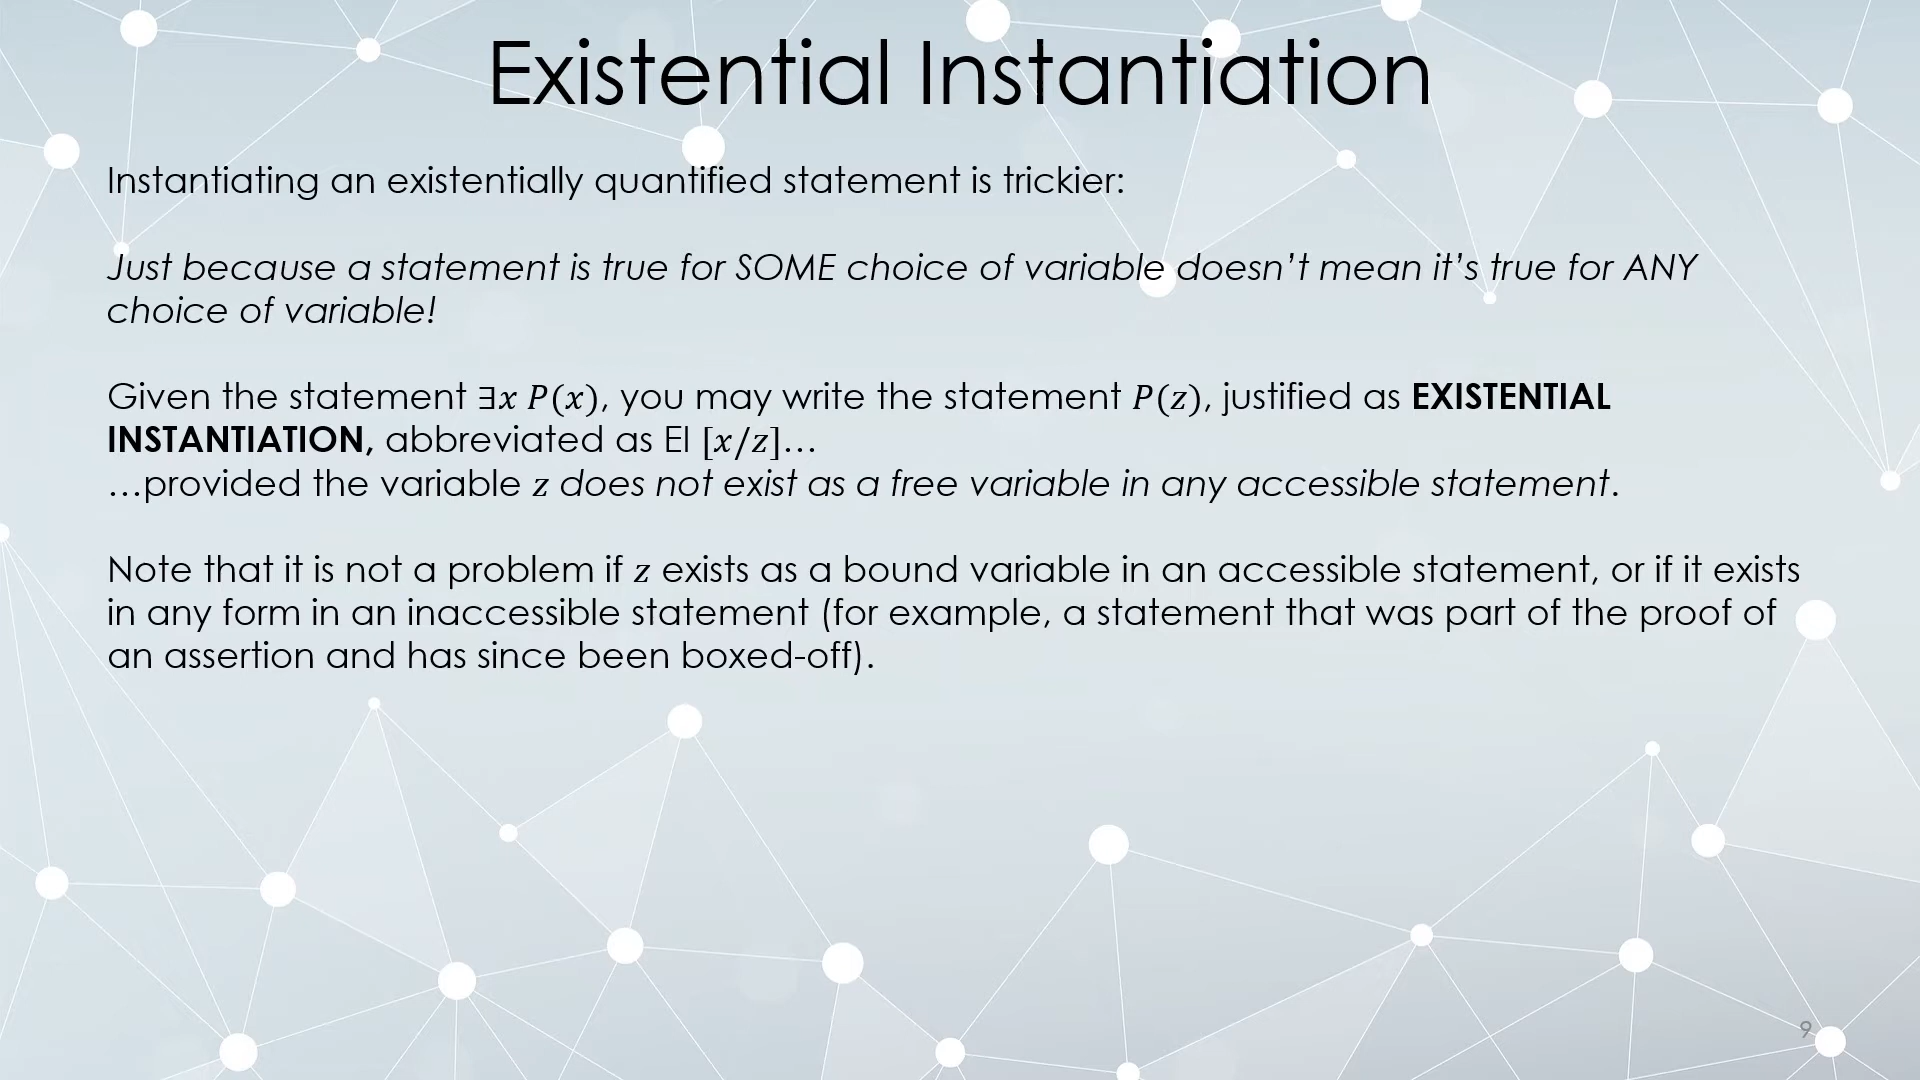 Existential Instantiation
Instantiating an existentially quantified statement is trickier:
Just because a statement is true for SOME choice of variable doesn’t mean it’s true for ANY
choice of variable!
Given the statement ∃x P(x), you may write the statement P(z), justified as EXISTENTIAL
INSTANTIATION, abbreviated as EI [x/z]…
…provided the variable z does not exist as a free variable in any accessible statement.
Note that it is not a problem if z exists as a bound variable in an accessible statement, or if it exists
in any form in an inaccessible statement (for example, a statement that was part of the proof of
an assertion and has since been boxed-off).
9